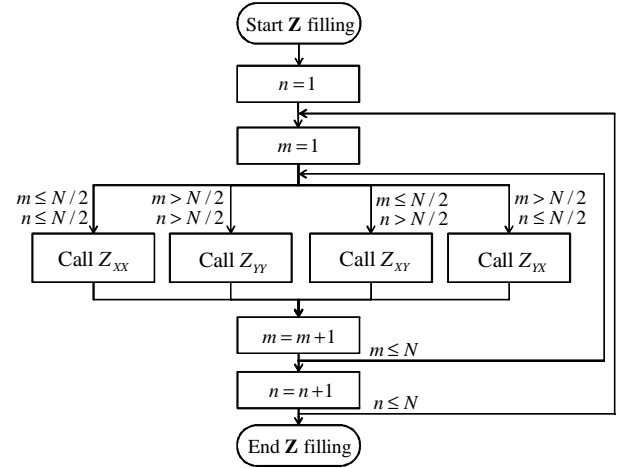 Start Z filling
n = 1
m = 1
m ≤ N / 2
n ≤ N / 2
m > N / 2
n > N / 2
m ≤ N / 2
n > N / 2
m > N / 2
n ≤ N / 2
Call Z_XX
Call Z_YY
Call Z_XY
Call Z_YX
m = m + 1
m ≤ N
n = n + 1
n ≤ N
End Z filling